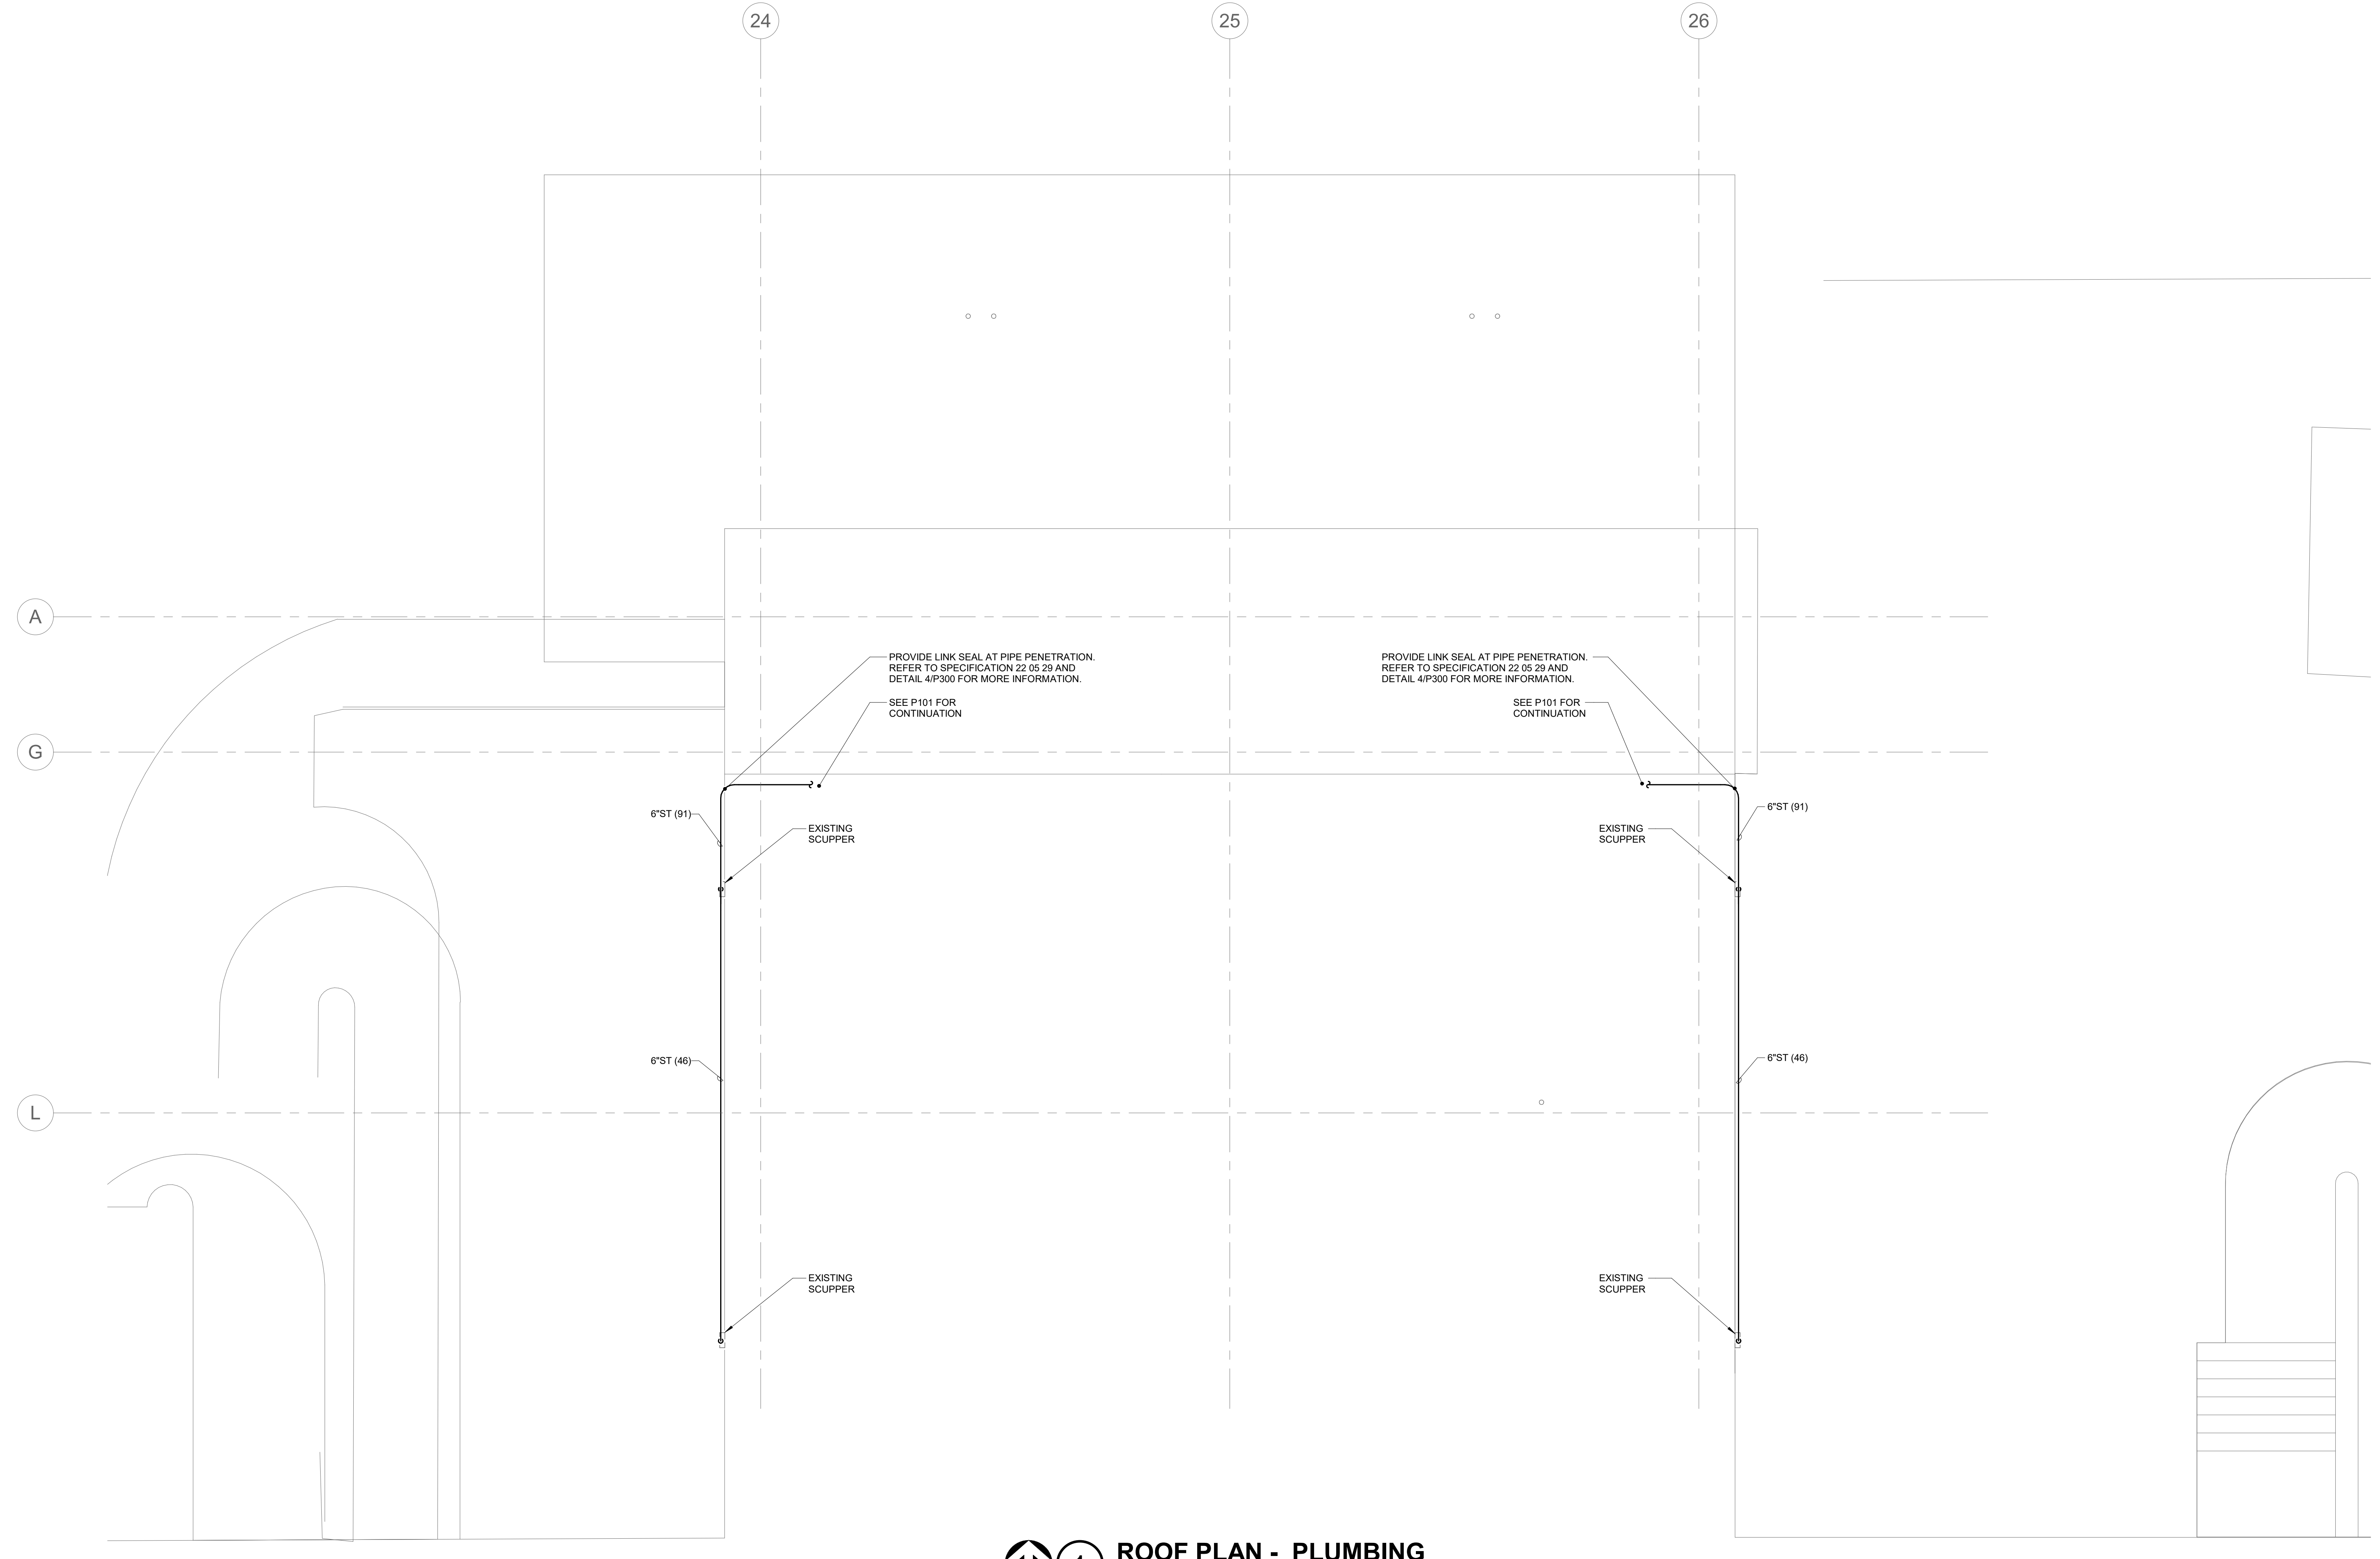 24
25
26
A
PROVIDE LINK SEAL AT PIPE PENETRATION.
REFER TO SPECIFICATION 22 05 29 AND
DETAIL 4/P300 FOR MORE INFORMATION.
PROVIDE LINK SEAL AT PIPE PENETRATION.
REFER TO SPECIFICATION 22 05 29 AND
DETAIL 4/P300 FOR MORE INFORMATION.
SEE P101 FOR
CONTINUATION
SEE P101 FOR
CONTINUATION
G
6"ST (91)
6"ST (91)
EXISTING
SCUPPER
EXISTING
SCUPPER
6"ST (46)
6"ST (46)
L
EXISTING
SCUPPER
EXISTING
SCUPPER
ROOF PLAN - PLUMBING